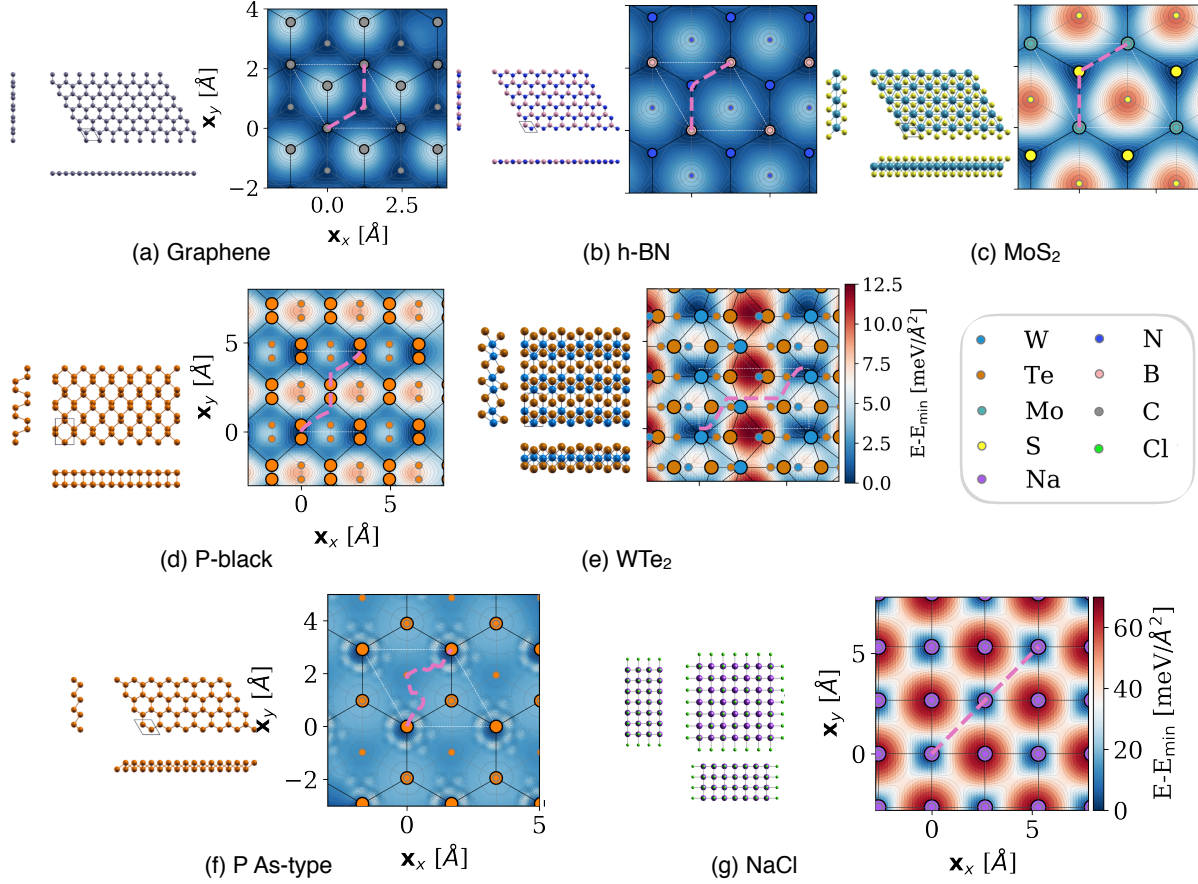 4
2
0
−2
x_y [Å]
0.0
2.5
x_x [Å]
(a) Graphene
(b) h-BN
(c) MoS₂
5
0
x_y [Å]
0
5
x_x [Å]
(d) P-black
12.5
10.0
7.5
5.0
2.5
0.0
E-E_min [meV/Å²]
(e) WTe₂
W
N
Te
B
Mo
C
S
Cl
Na
4
2
0
−2
x_y [Å]
0
5
x_x [Å]
(f) P As-type
5
0
x_y [Å]
0
5
x_x [Å]
60
40
20
0
E-E_min [meV/Å²]
(g) NaCl